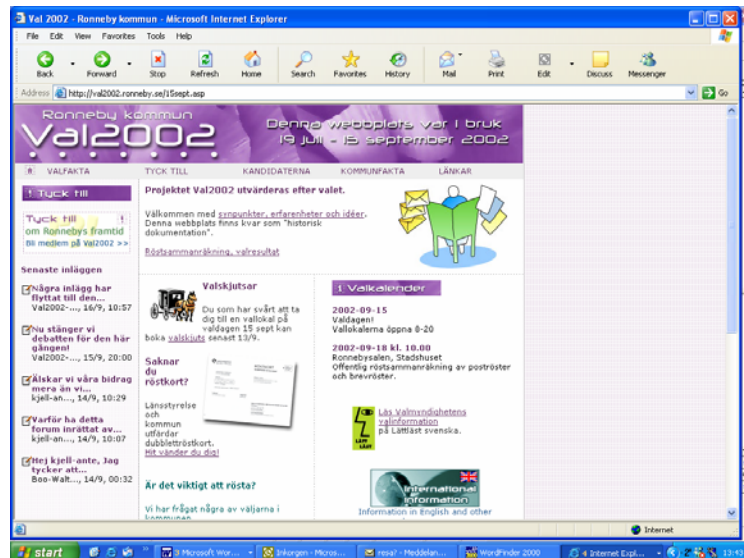 Val 2002 - Ronneby kommun - Microsoft Internet Explorer
File Edit View Favorites Tools Help
Back Forward Stop Refresh Home Search Favorites History Mail Print Edit Discuss Messenger
Address http://val2002.ronneby.se/15sept.asp Go
Ronneby kommun
Val2002
Denna webbplats var i bruk
19 juli - 15 september 2002
VALFAKTA TYCK TILL KANDIDATERNA KOMMUNFAKTA LÄNKAR
! Tyck till
Tyck till !
om Ronnebys framtid
Bli medlem på Val2002 >>
Senaste inläggen
Några inlägg har
flyttat till den...
Val2002-..., 16/9, 10:57
Nu stänger vi
debatten för den här
gången!
Val2002-..., 15/9, 20:00
Älskar vi våra bidrag
mera än vi...
kjell-an..., 14/9, 10:29
Varför ha detta
forum inrättat av...
kjell-an..., 14/9, 10:07
Hej kjell-ante, Jag
tycker att...
Boo-Walt..., 14/9, 00:32
Projektet Val2002 utvärderas efter valet.
Välkommen med synpunkter, erfarenheter och idéer.
Denna webbplats finns kvar som "historisk
dokumentation".
Röstsammanräkning, valresultat
Valskjutsar
Du som har svårt att ta
dig till en vallokal på
valdagen 15 sept kan
boka valskjuts senast 13/9.
Saknar
du
röstkort?
Länsstyrelse
och
kommun
utfärdar
dubblettröstkort.
Hit vänder du dig!
Är det viktigt att rösta?
Vi har frågat några av väljarna i
kommunen
! Valkalender
2002-09-15
Valdagen!
Vallokalerna öppna 8-20
2002-09-18 kl. 10.00
Ronnebysalen, Stadshuset
Offentlig röstsammanräkning av poströster
och brevröster.
LÄTT
LÄST
Läs Valmyndighetens
valinformation
på Lättläst svenska.
International
information
Information in English and other
Internet
start 3 Microsoft Wor... Inkorgen - Micros... resa? - Meddelan... WordFinder 2000 4 Internet Expl...